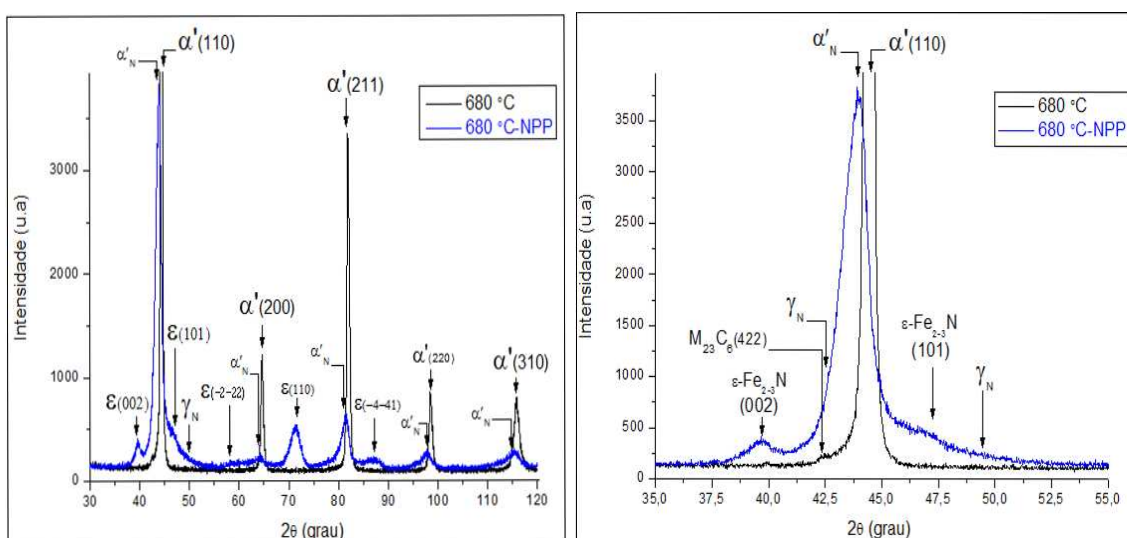 α'(110)
α'N
α'(211)
680 °C
680 °C-NPP
Intensidade (u.a)
3000
2000
1000
0
ε(101)
α'(200)
α'N
α'N
α'(220)
α'(310)
ε(002)
γN
ε(-2-22)
ε(110)
ε(-4-41)
α'N
α'N
30 40 50 60 70 80 90 100 110 120
2θ (grau)
α'N α'(110)
680 °C
680 °C-NPP
Intensidade (u.a)
3500
3000
2500
2000
1500
1000
500
0
γN
M23C6(422)
ε-Fe2-3N
(002)
ε-Fe2-3N
(101)
γN
35,0 37,5 40,0 42,5 45,0 47,5 50,0 52,5 55,0
2θ (grau)